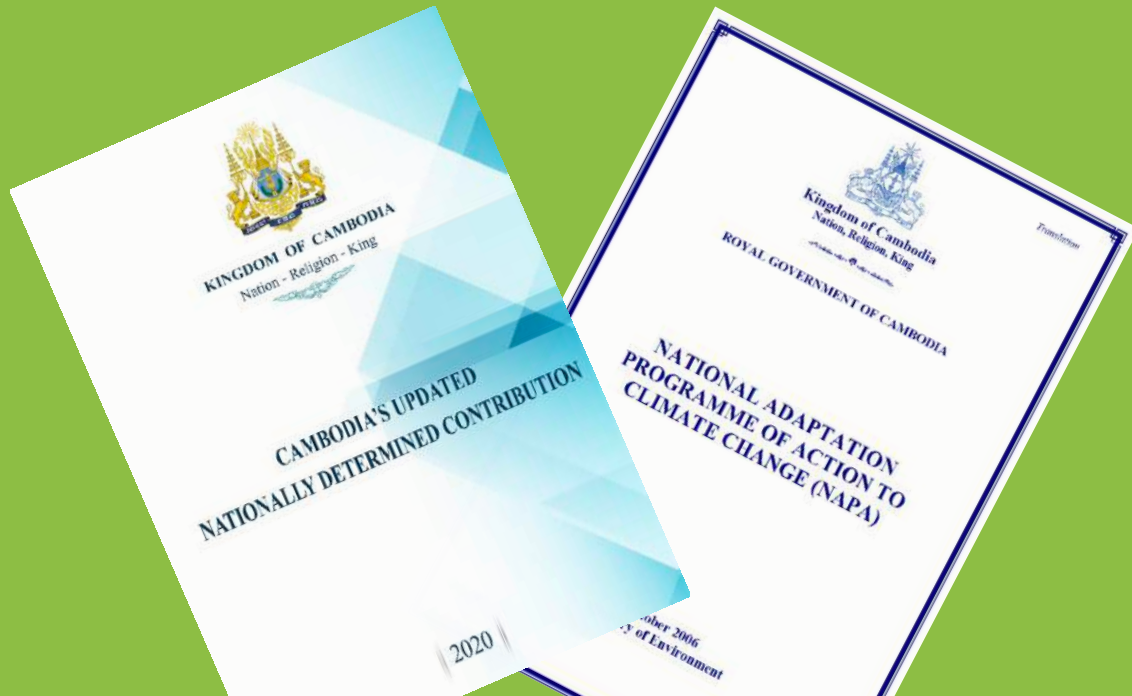 KINGDOM OF CAMBODIA
Nation - Religion - King
CAMBODIA'S UPDATED
NATIONALLY DETERMINED CONTRIBUTION
2020
Translation
Kingdom of Cambodia
Nation, Religion, King
ROYAL GOVERNMENT OF CAMBODIA
NATIONAL ADAPTATION
PROGRAMME OF ACTION TO
CLIMATE CHANGE (NAPA)
2006
of Environment